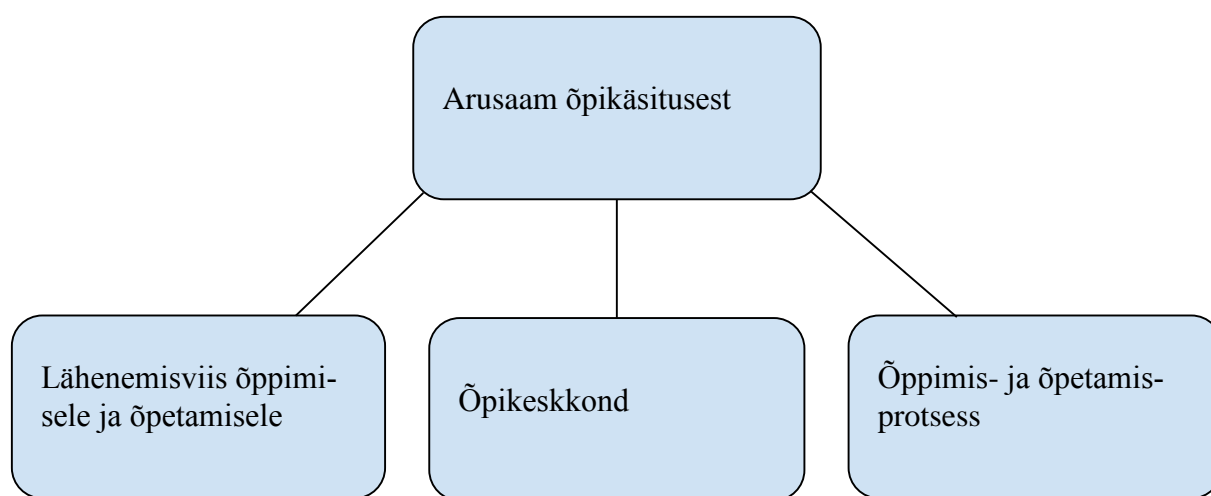 Arusaam õpikäsitusest
Lähenemisviis õppimi-
sele ja õpetamisele
Õpikeskkond
Õppimis- ja õpetamis-
protsess